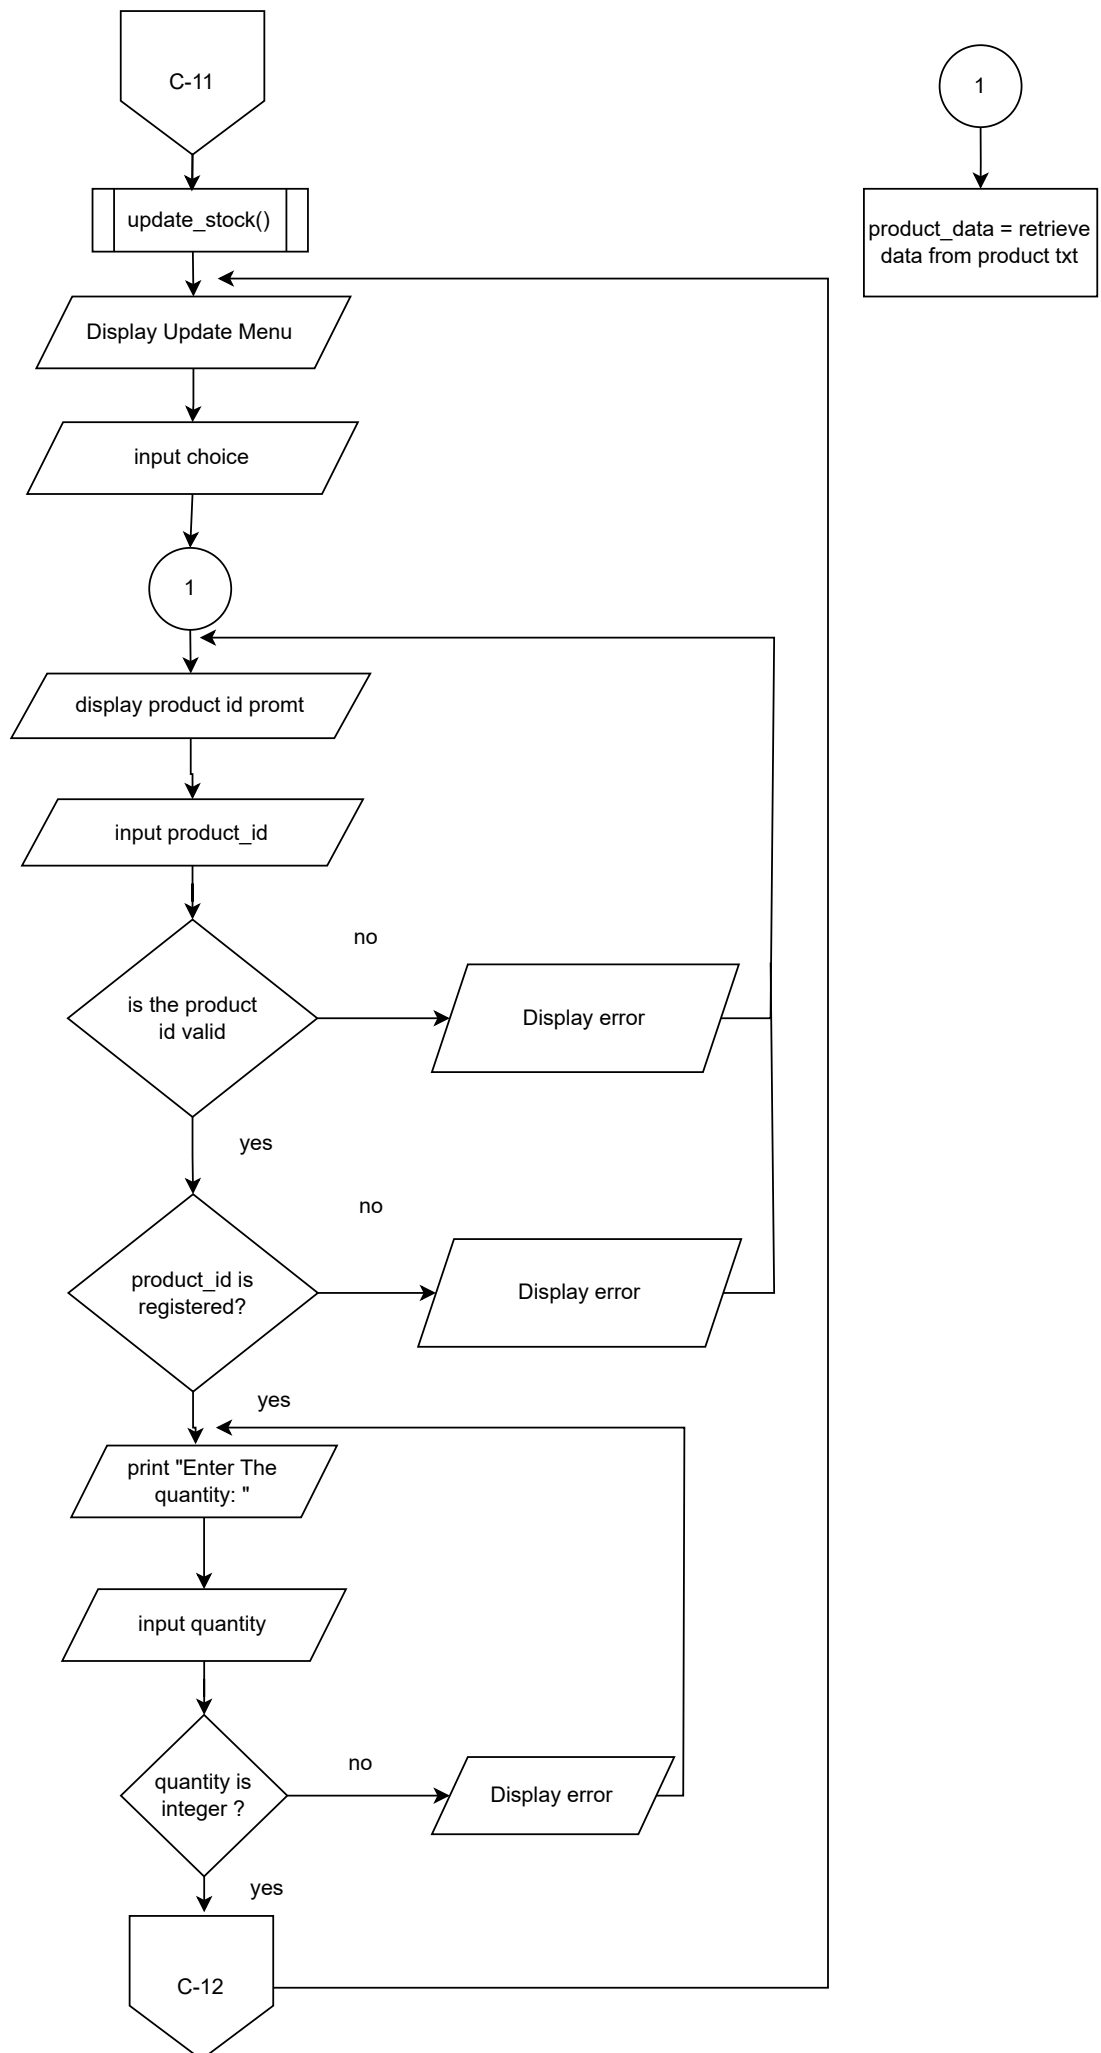 C-11
1
update_stock()
product_data = retrieve
data from product txt
Display Update Menu
input choice
1
display product id promt
input product_id
no
is the product
id valid
Display error
yes
no
product_id is
registered?
Display error
yes
print "Enter The
quantity: "
input quantity
no
quantity is
integer ?
Display error
yes
C-12